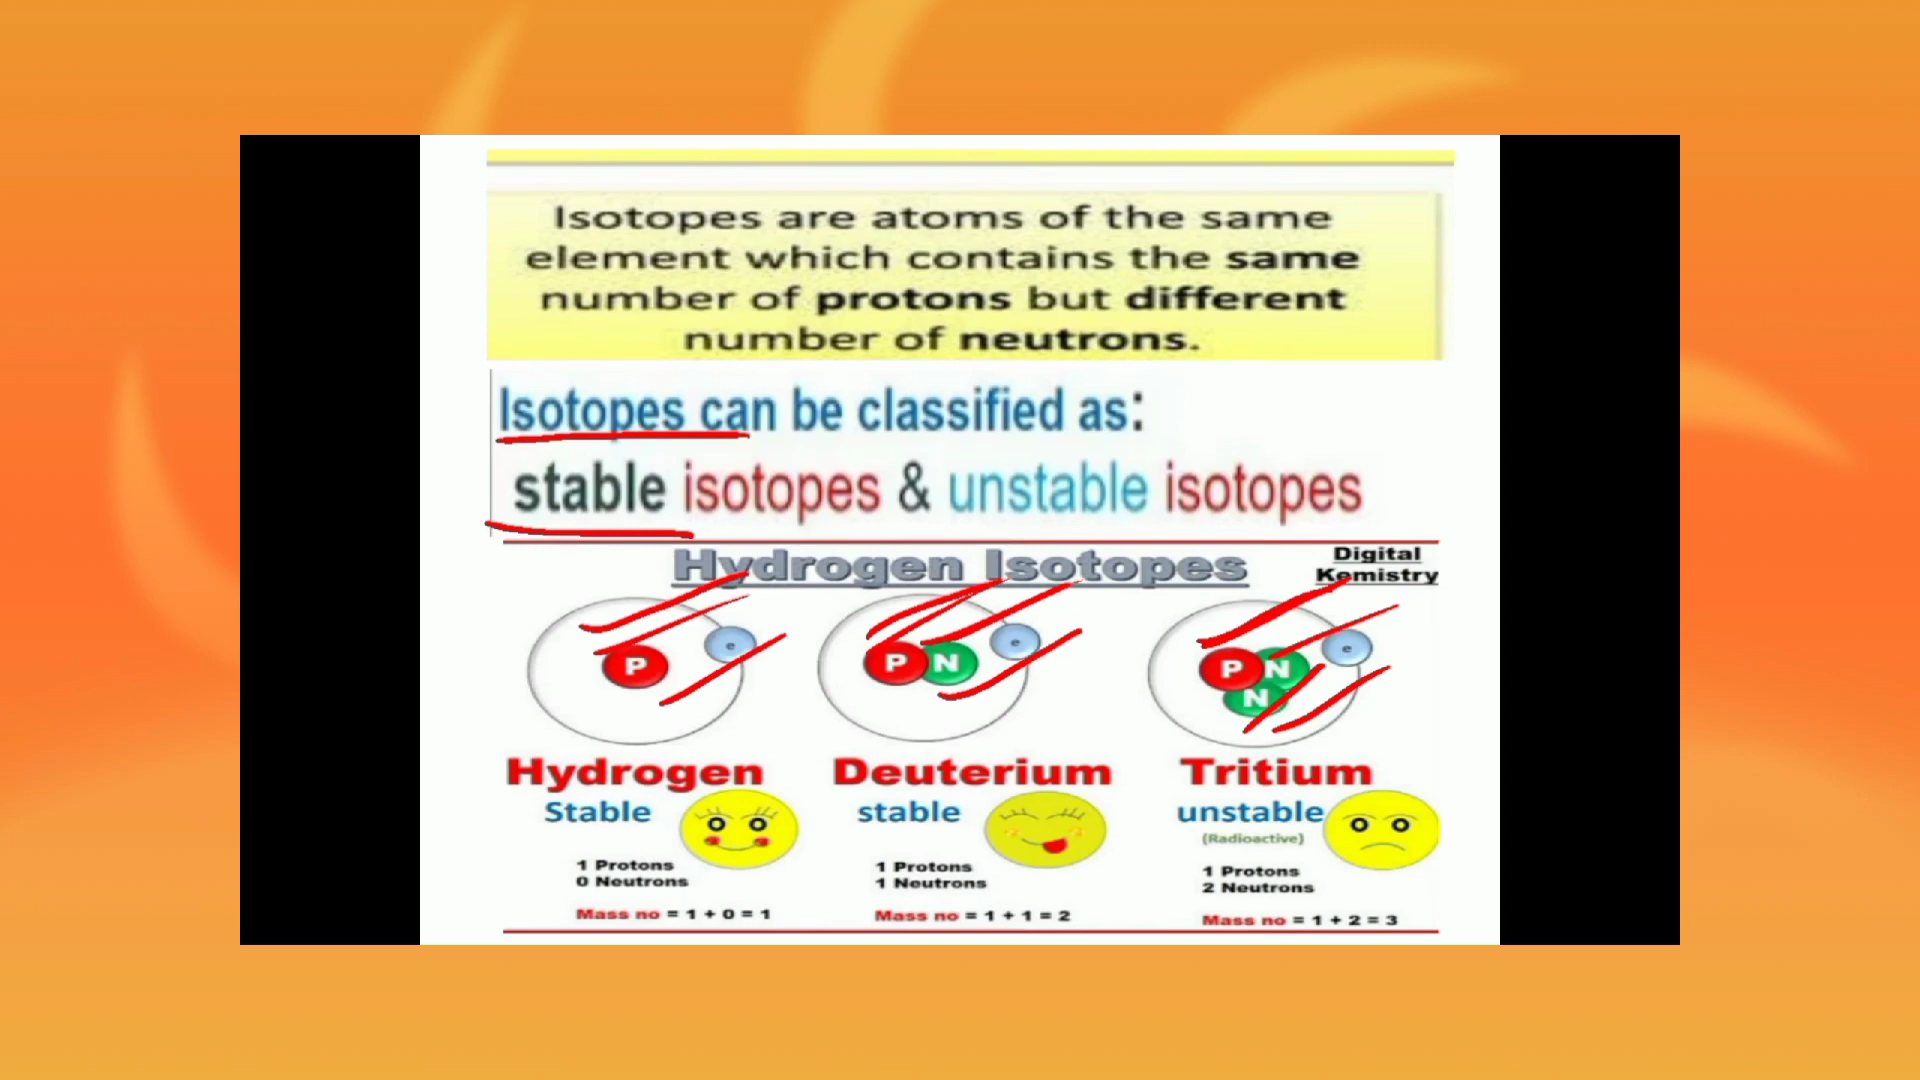 Isotopes are atoms of the same
element which contains the same
number of protons but different
number of neutrons.
Isotopes can be classified as:
stable isotopes & unstable isotopes
Hydrogen Isotopes
Digital
Kemistry
P
e
P N
e
P N
N
e
Hydrogen
Stable
1 Protons
0 Neutrons
Mass no = 1 + 0 = 1
Deuterium
stable
1 Protons
1 Neutrons
Mass no = 1 + 1 = 2
Tritium
unstable
(Radioactive)
1 Protons
2 Neutrons
Mass no = 1 + 2 = 3